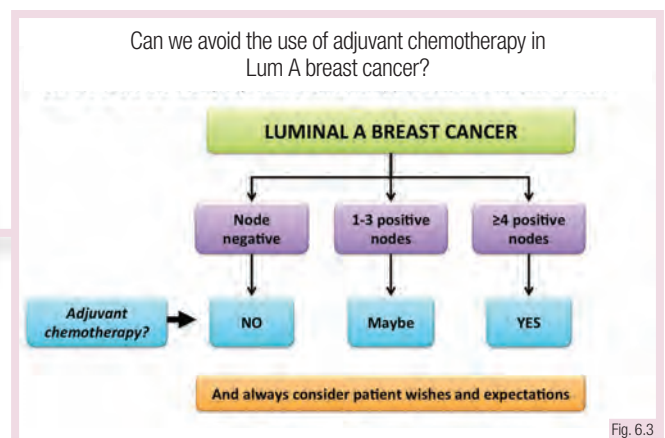 Can we avoid the use of adjuvant chemotherapy in
Lum A breast cancer?
LUMINAL A BREAST CANCER
Node
negative
1-3 positive
nodes
≥4 positive
nodes
Adjuvant
chemotherapy?
NO
Maybe
YES
And always consider patient wishes and expectations
Fig. 6.3